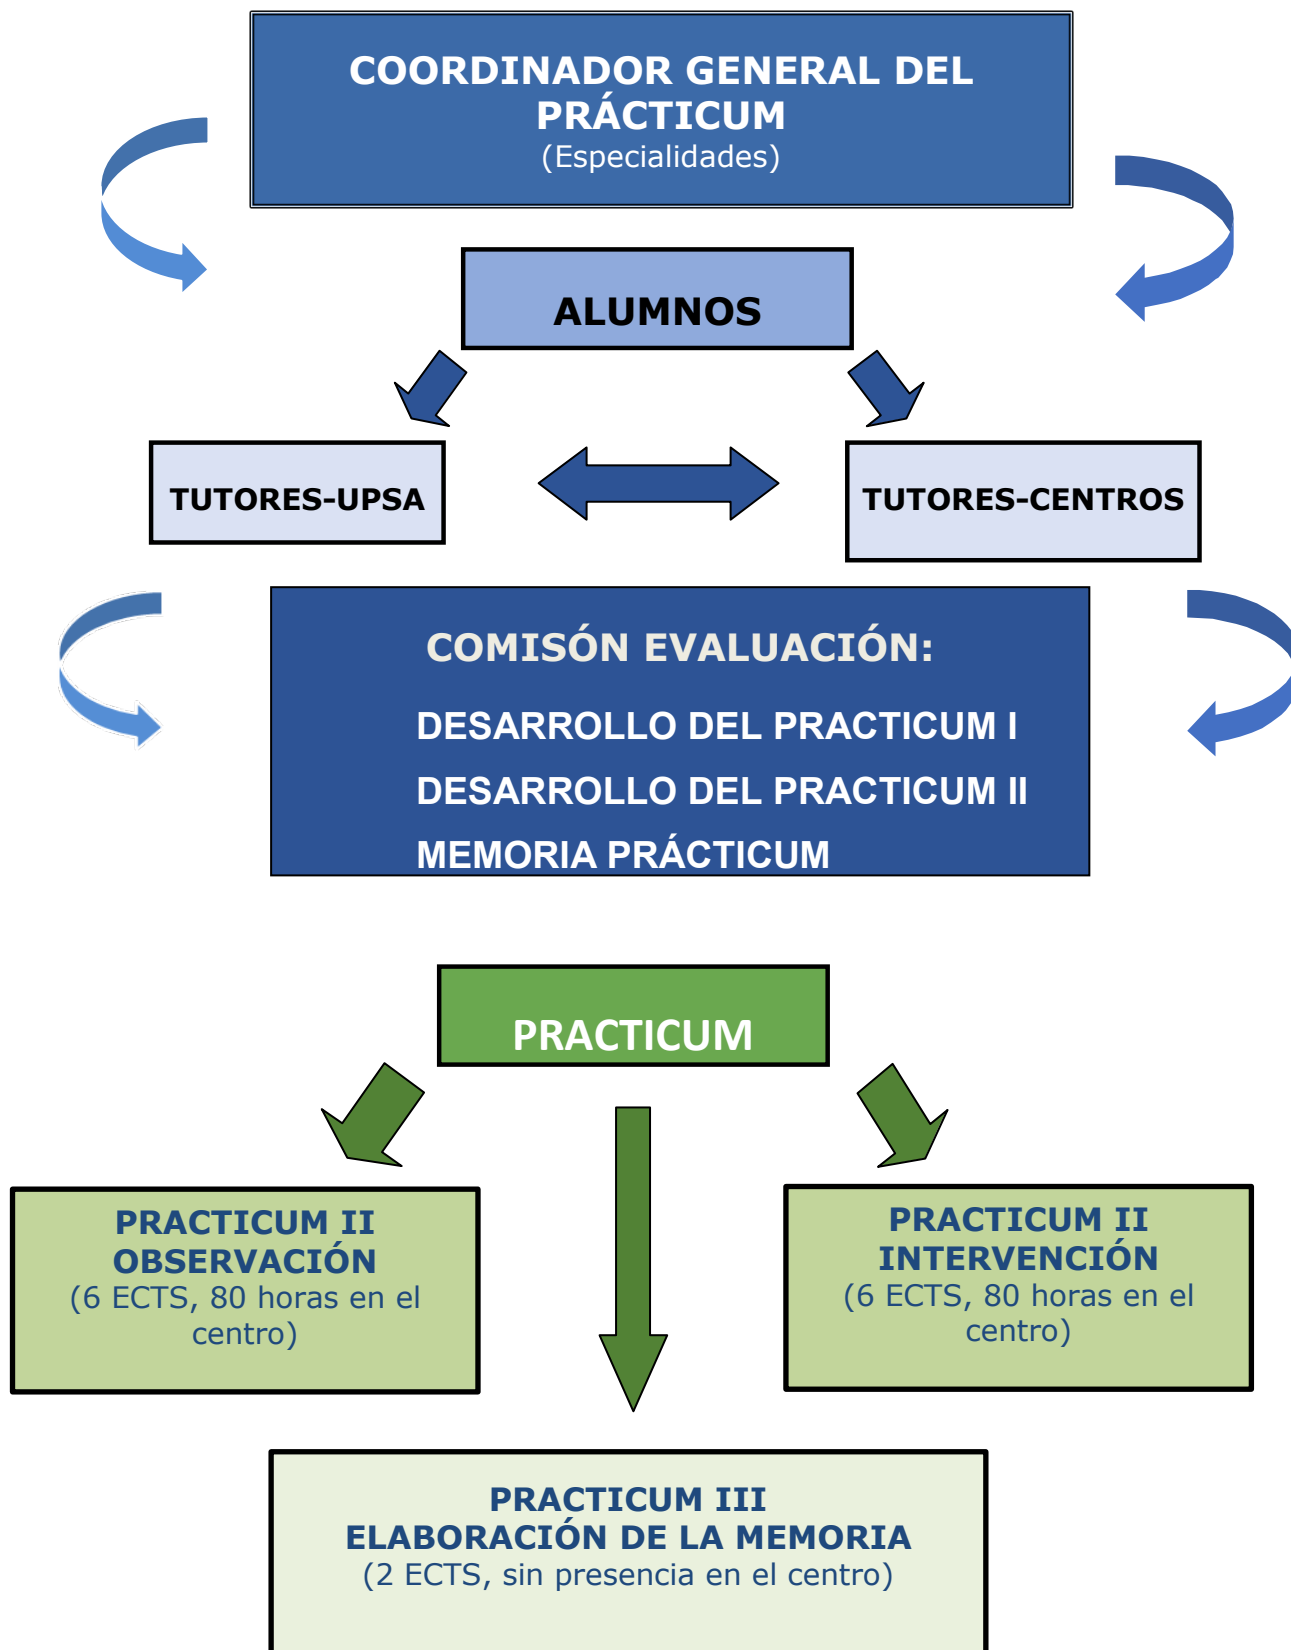 COORDINADOR GENERAL DEL
PRÁCTICUM
(Especialidades)
ALUMNOS
TUTORES-UPSA
TUTORES-CENTROS
COMISÓN EVALUACIÓN:
DESARROLLO DEL PRACTICUM I
DESARROLLO DEL PRACTICUM II
MEMORIA PRÁCTICUM
PRACTICUM
PRACTICUM II
OBSERVACIÓN
(6 ECTS, 80 horas en el
centro)
PRACTICUM II
INTERVENCIÓN
(6 ECTS, 80 horas en el
centro)
PRACTICUM III
ELABORACIÓN DE LA MEMORIA
(2 ECTS, sin presencia en el centro)